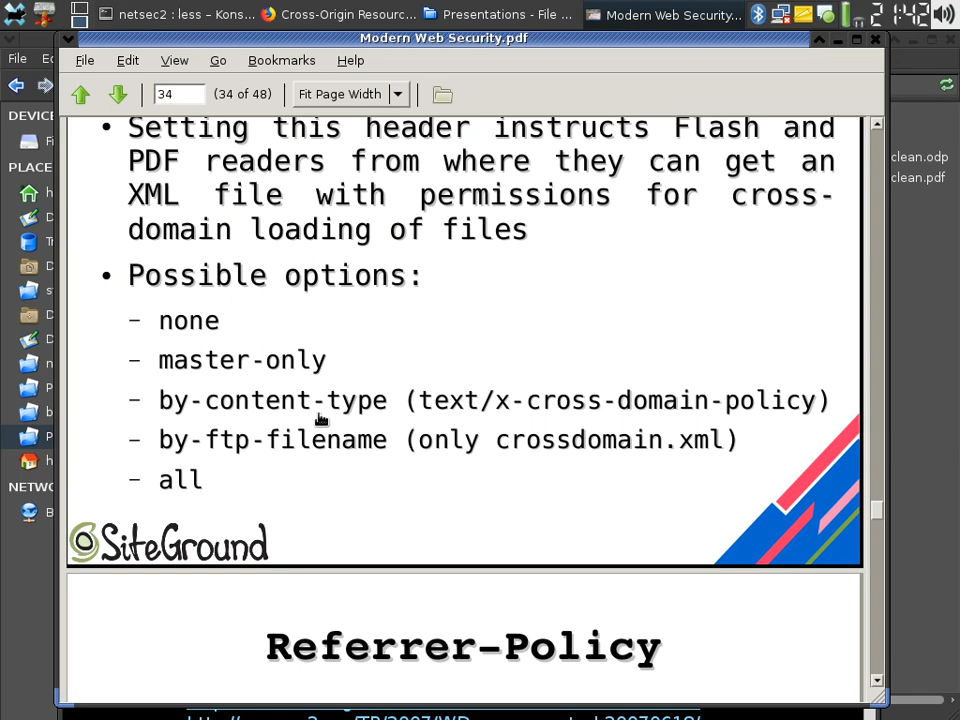 netsec2 : less – Kons...
Cross-Origin Resourc...
Presentations - File ...
Modern Web Security....
2 1:42
Modern Web Security.pdf
File
File Edit View Go Bookmarks Help
34 (34 of 48) Fit Page Width
DEVIC
PLACE
NETWO
clean.odp
clean.pdf
• Setting this header instructs Flash and
PDF readers from where they can get an
XML file with permissions for cross-
domain loading of files
• Possible options:
– none
– master-only
– by-content-type (text/x-cross-domain-policy)
– by-ftp-filename (only crossdomain.xml)
– all
SiteGround
Referrer-Policy